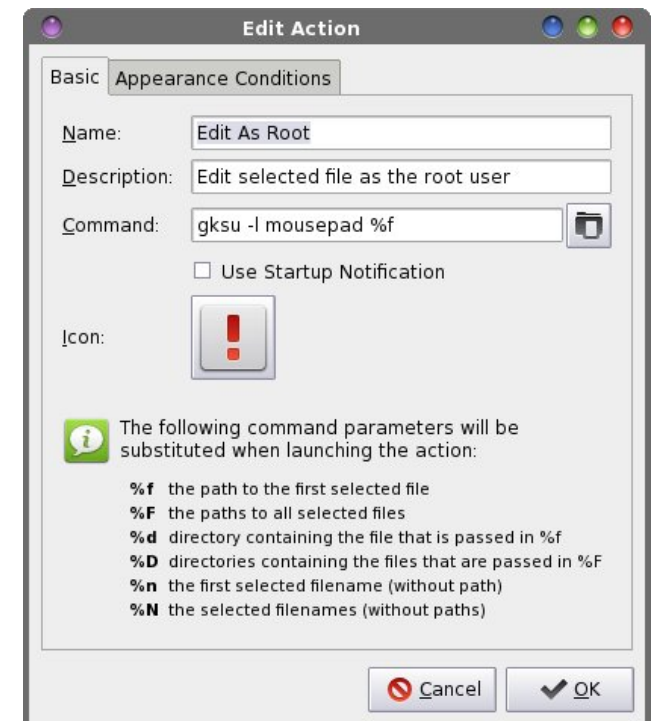 Edit Action
Basic Appearance Conditions
Name: Edit As Root
Description: Edit selected file as the root user
Command: gksu -l mousepad %f
Use Startup Notification
Icon:
The following command parameters will be
substituted when launching the action:
%f the path to the first selected file
%F the paths to all selected files
%d directory containing the file that is passed in %f
%D directories containing the files that are passed in %F
%n the first selected filename (without path)
%N the selected filenames (without paths)
Cancel OK